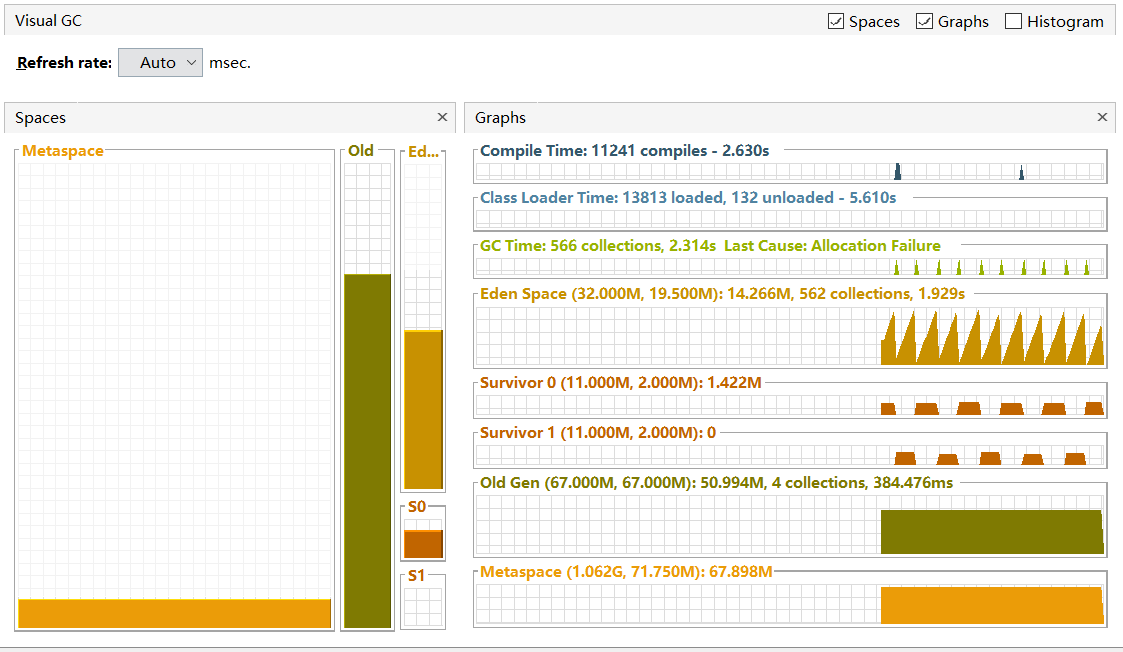 Visual GC
Spaces
Graphs
Histogram
Refresh rate:
Auto
msec.
Spaces
Graphs
Metaspace
Old
Ed...
S0
S1
Compile Time: 11241 compiles - 2.630s
Class Loader Time: 13813 loaded, 132 unloaded - 5.610s
GC Time: 566 collections, 2.314s Last Cause: Allocation Failure
Eden Space (32.000M, 19.500M): 14.266M, 562 collections, 1.929s
Survivor 0 (11.000M, 2.000M): 1.422M
Survivor 1 (11.000M, 2.000M): 0
Old Gen (67.000M, 67.000M): 50.994M, 4 collections, 384.476ms
Metaspace (1.062G, 71.750M): 67.898M